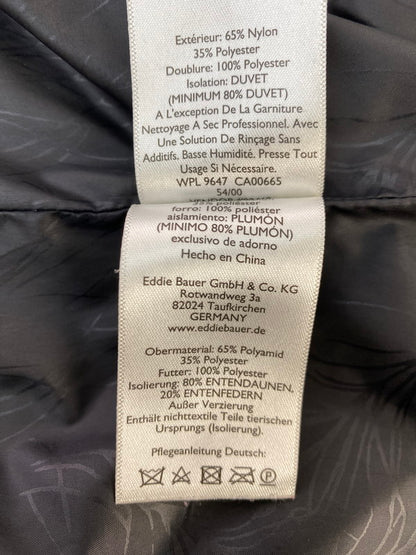 Extérieur: 65% Nylon
35% Polyester
Doublure: 100% Polyester
Isolation: DUVET
(MINIMUM 80% DUVET)
A L'exception De La Garniture
Nettoyage A Sec Professionnel. Avec
Une Solution De Rinçage Sans
Additifs. Basse Humidité. Presse Tout
Usage Si Nécessaire.
WPL 9647 CA00665
54/00
forro: 100% poliéster
aislamiento: PLUMÓN
(MINIMO 80% PLUMÓN)
exclusivo de adorno
Hecho en China
Eddie Bauer GmbH & Co. KG
Rotwandweg 3a
82024 Taufkirchen
GERMANY
www.eddiebauer.de
Obermaterial: 65% Polyamid
35% Polyester
Futter: 100% Polyester
Isolierung: 80% ENTENDAUNEN,
20% ENTENFEDERN
Außer Verzierung
Enthält nichttextile Teile tierischen
Ursprungs (Isolierung).
Pflegeanleitung Deutsch: